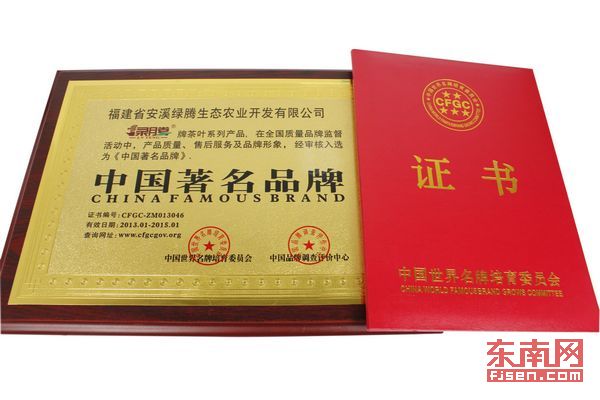 福建省安溪绿腾生态农业开发有限公司
绿月堂 牌茶叶系列产品, 在全国质量品牌监督
活动中, 产品质量、售后服务及品牌形象, 经审核入选
为《中国著名品牌》.
中国著名品牌
CHINA FAMOUS BRAND
证书编号: CFGC-ZM013046
有效日期: 2013.01-2015.01
查询网址: www.cfgcgov.org
中国世界名牌培育委员会
中国品牌调查评价中心
CFGC
证书
中国世界名牌培育委员会
CHINA WORLD FAMOUSBRAND GROWS COMMITTEE
东南网
FJSEN.COM